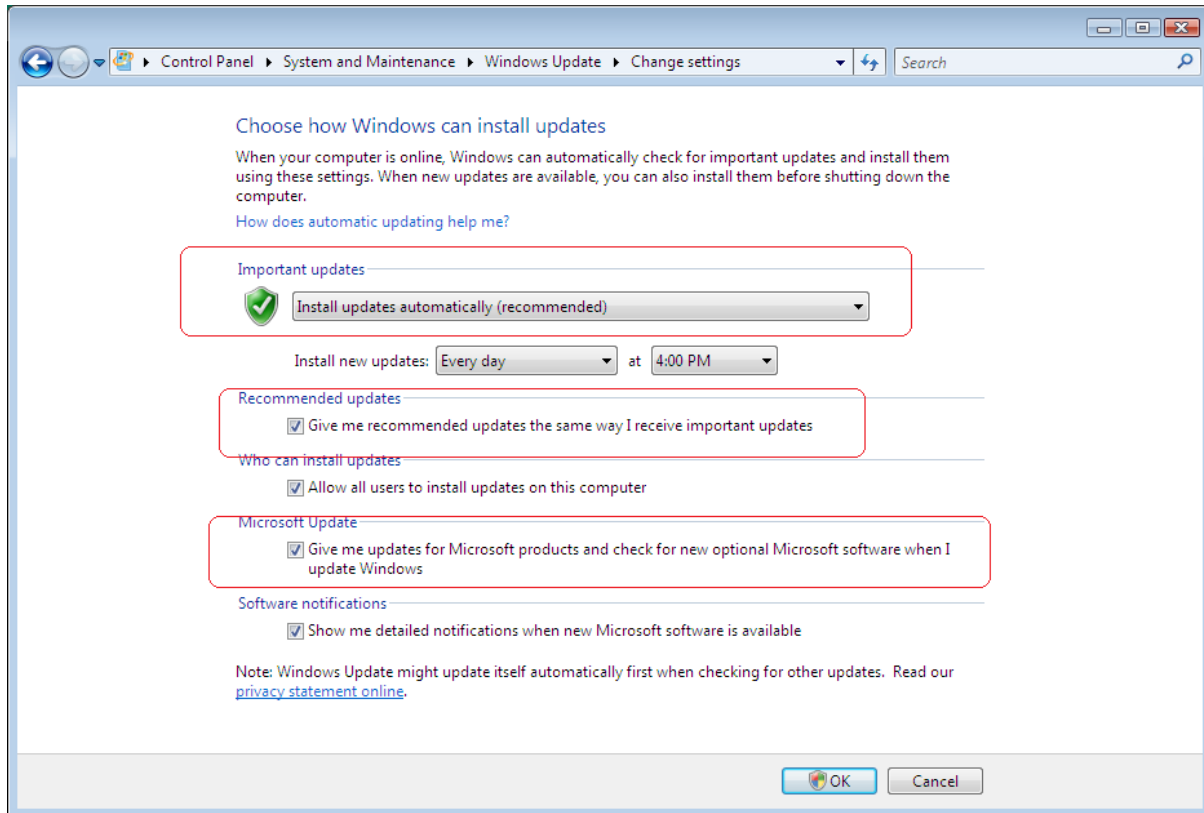 Control Panel System and Maintenance Windows Update Change settings Search
Choose how Windows can install updates
When your computer is online, Windows can automatically check for important updates and install them
using these settings. When new updates are available, you can also install them before shutting down the
computer.
How does automatic updating help me?
Important updates
Install updates automatically (recommended)
Install new updates: Every day at 4:00 PM
Recommended updates
Give me recommended updates the same way I receive important updates
Who can install updates
Allow all users to install updates on this computer
Microsoft Update
Give me updates for Microsoft products and check for new optional Microsoft software when I
update Windows
Software notifications
Show me detailed notifications when new Microsoft software is available
Note: Windows Update might update itself automatically first when checking for other updates. Read our
privacy statement online.
OK Cancel